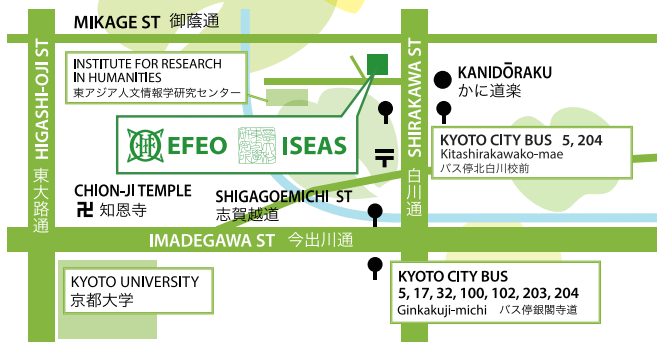 MIKAGE ST 御蔭通
HIGASHI-OJI ST 東大路通
INSTITUTE FOR RESEARCH
IN HUMANITIES
東アジア人文情報学研究センター
SHIRAKAWA ST 白川通
KANIDŌRAKU
かに道楽
EFEO
ISEAS
KYOTO CITY BUS 5, 204
Kitashirakawako-mae
バス停北白川校前
CHION-JI TEMPLE
卍 知恩寺
SHIGAGOEMICHI ST
志賀越道
IMADEGAWA ST 今出川通
KYOTO UNIVERSITY
京都大学
KYOTO CITY BUS
5, 17, 32, 100, 102, 203, 204
Ginkakuji-michi バス停銀閣寺道